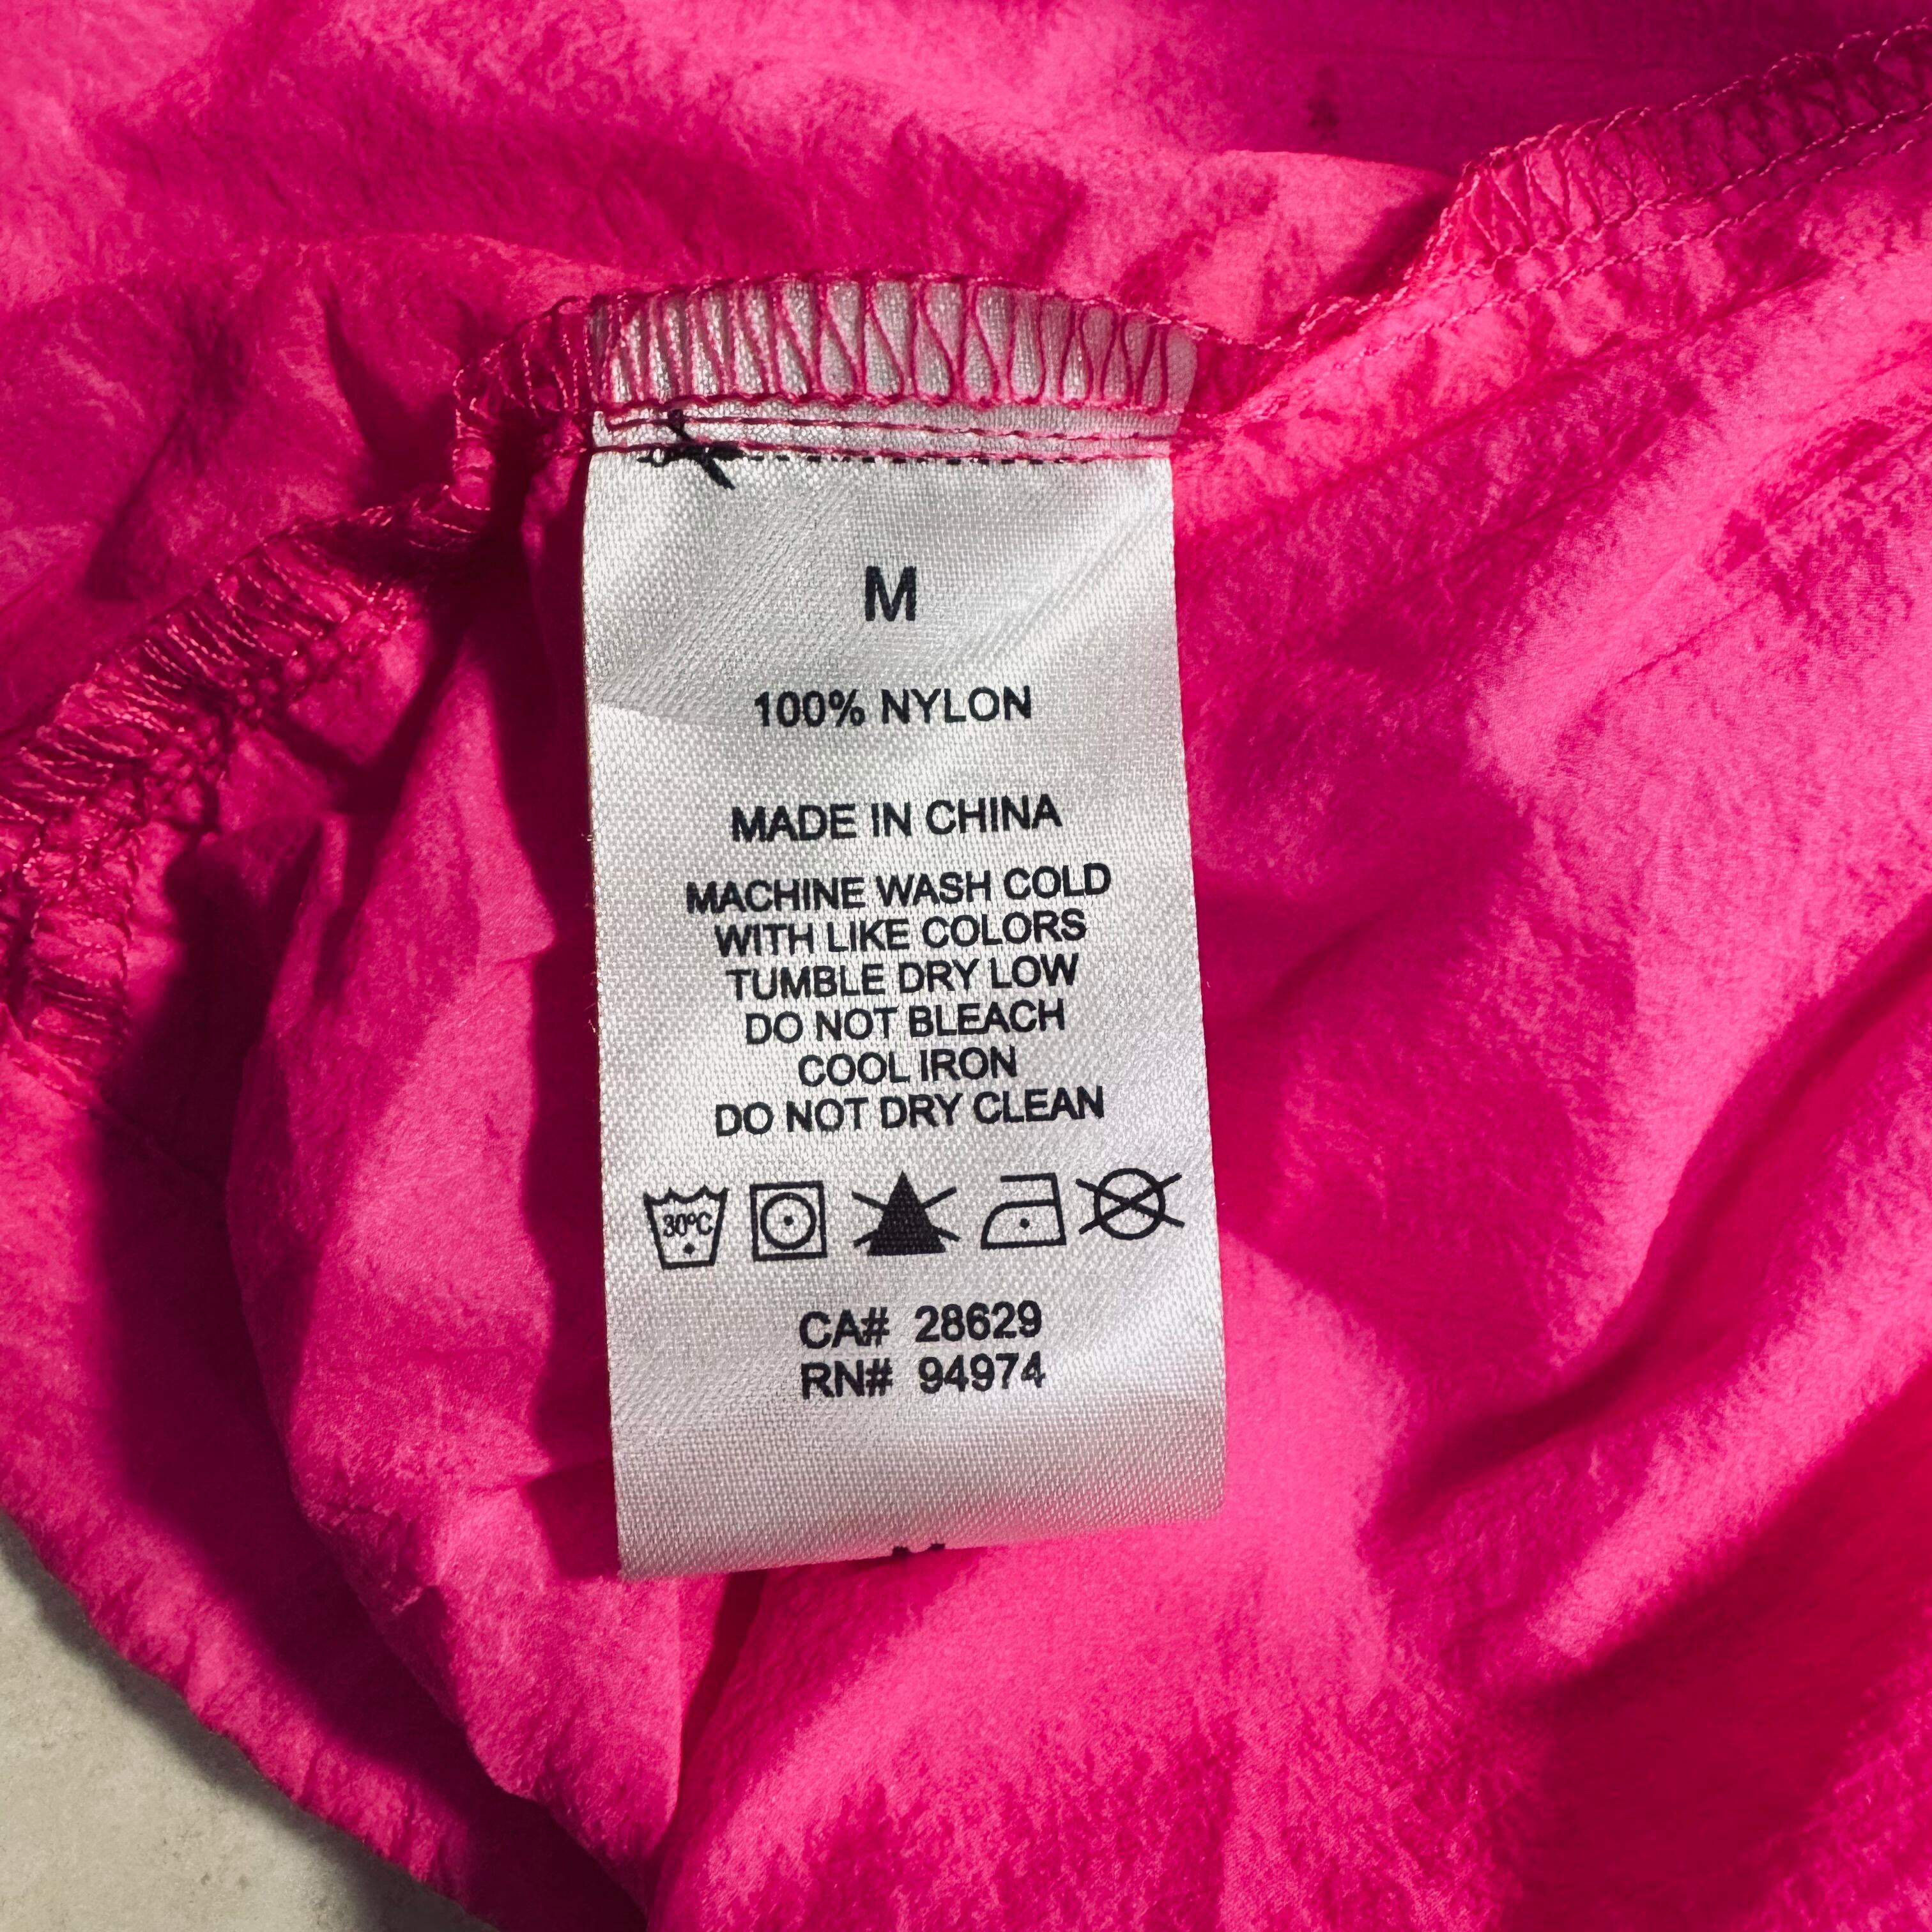 M
100% NYLON
MADE IN CHINA
MACHINE WASH COLD
WITH LIKE COLORS
TUMBLE DRY LOW
DO NOT BLEACH
COOL IRON
DO NOT DRY CLEAN
30°C
CA# 28629
RN# 94974